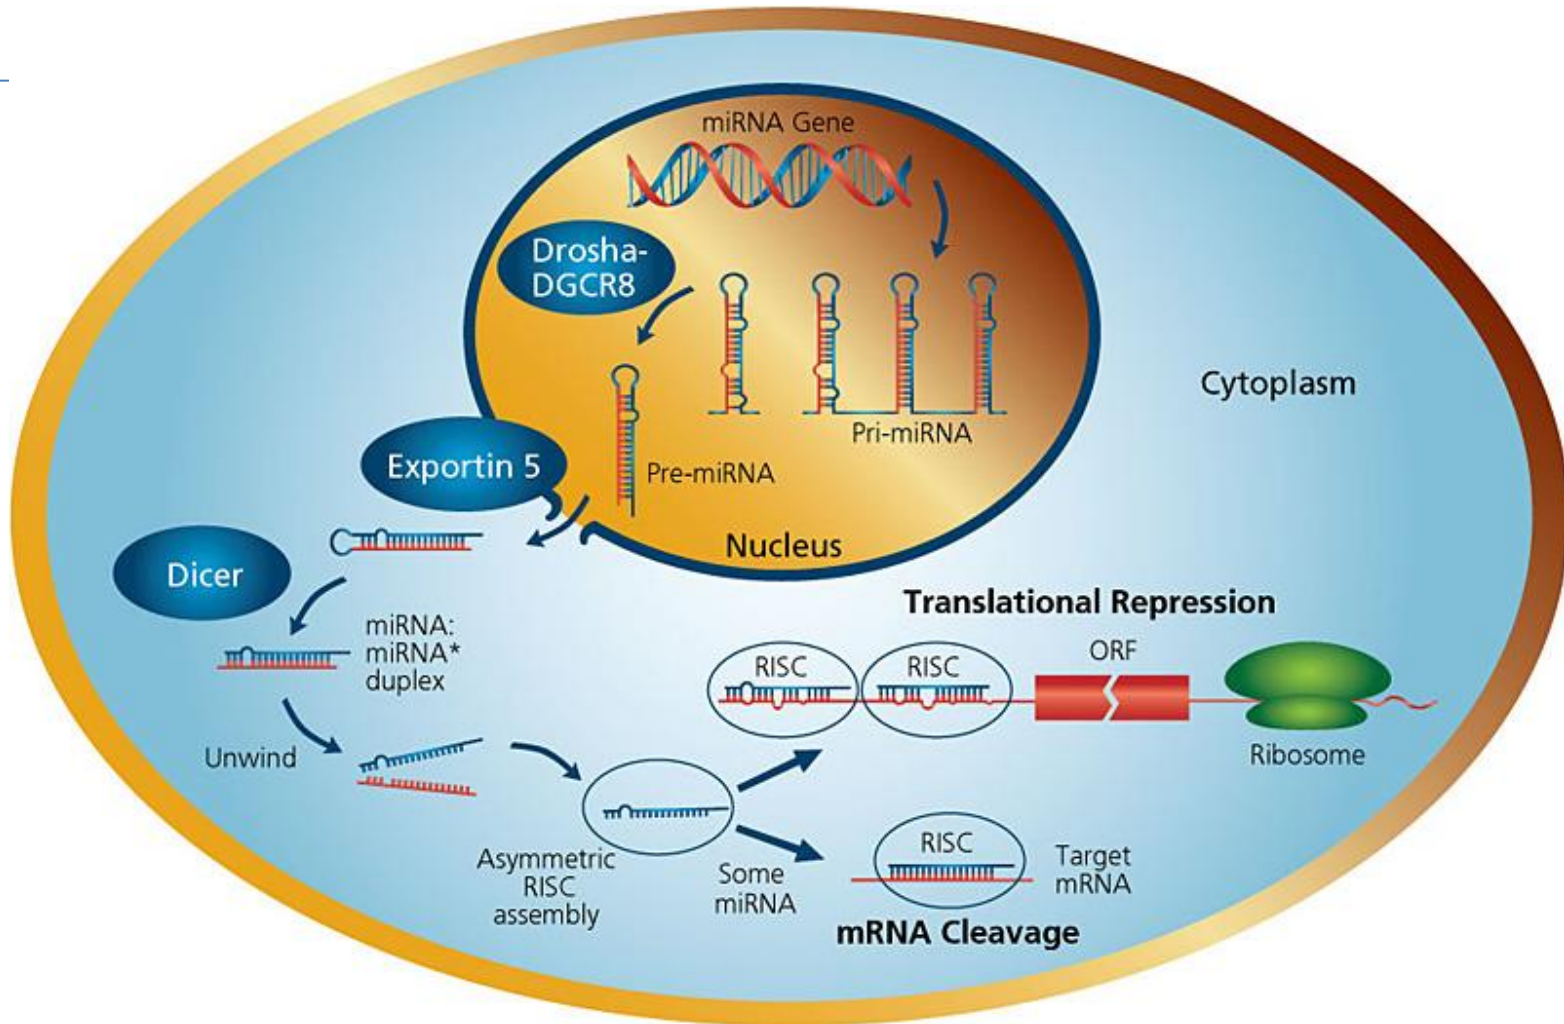 miRNA Gene
Drosha-
DGCR8
Pri-miRNA
Cytoplasm
Exportin 5
Pre-miRNA
Nucleus
Dicer
miRNA:
miRNA*
duplex
Translational Repression
RISC
RISC
ORF
Ribosome
Unwind
Asymmetric
RISC
assembly
Some
miRNA
RISC
Target
mRNA
mRNA Cleavage